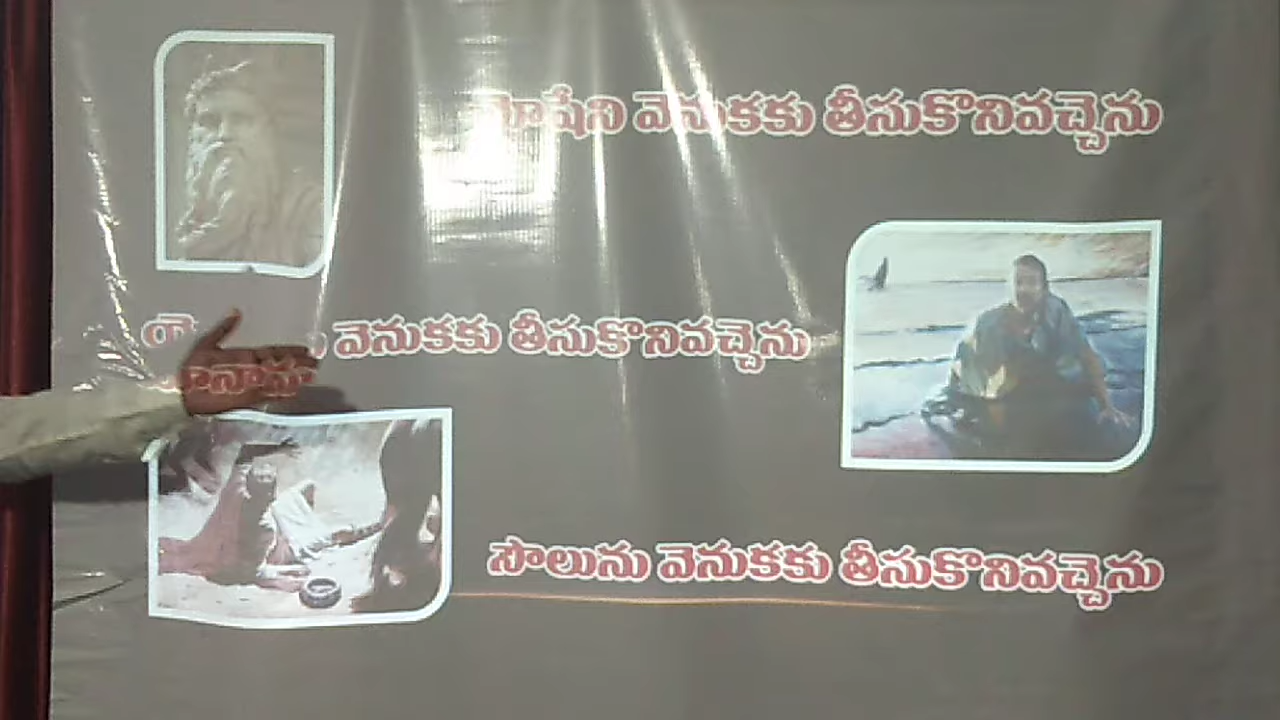 మోషేని వెనుకకు తీసుకొనివచ్చెను
వెనుకకు తీసుకొనివచ్చెను
సౌలును వెనుకకు తీసుకొనివచ్చెను